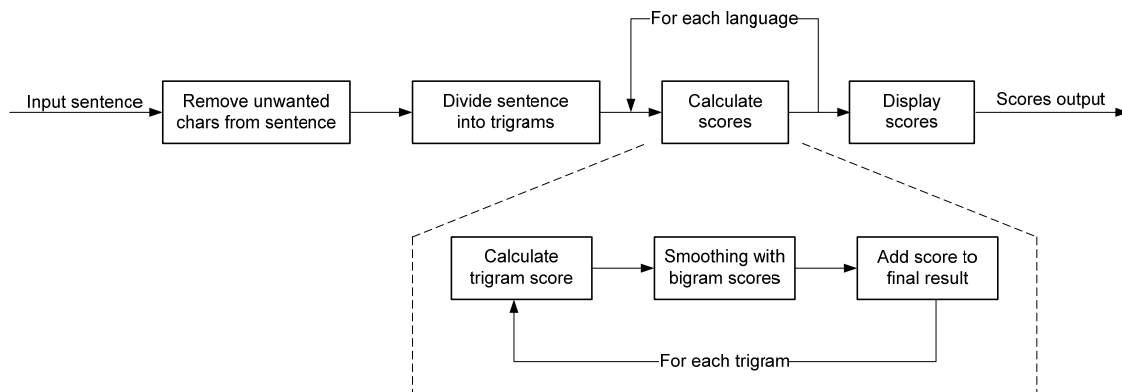 For each language
Input sentence
Remove unwanted
chars from sentence
Divide sentence
into trigrams
Calculate
scores
Display
scores
Scores output
Calculate
trigram score
Smoothing with
bigram scores
Add score to
final result
For each trigram